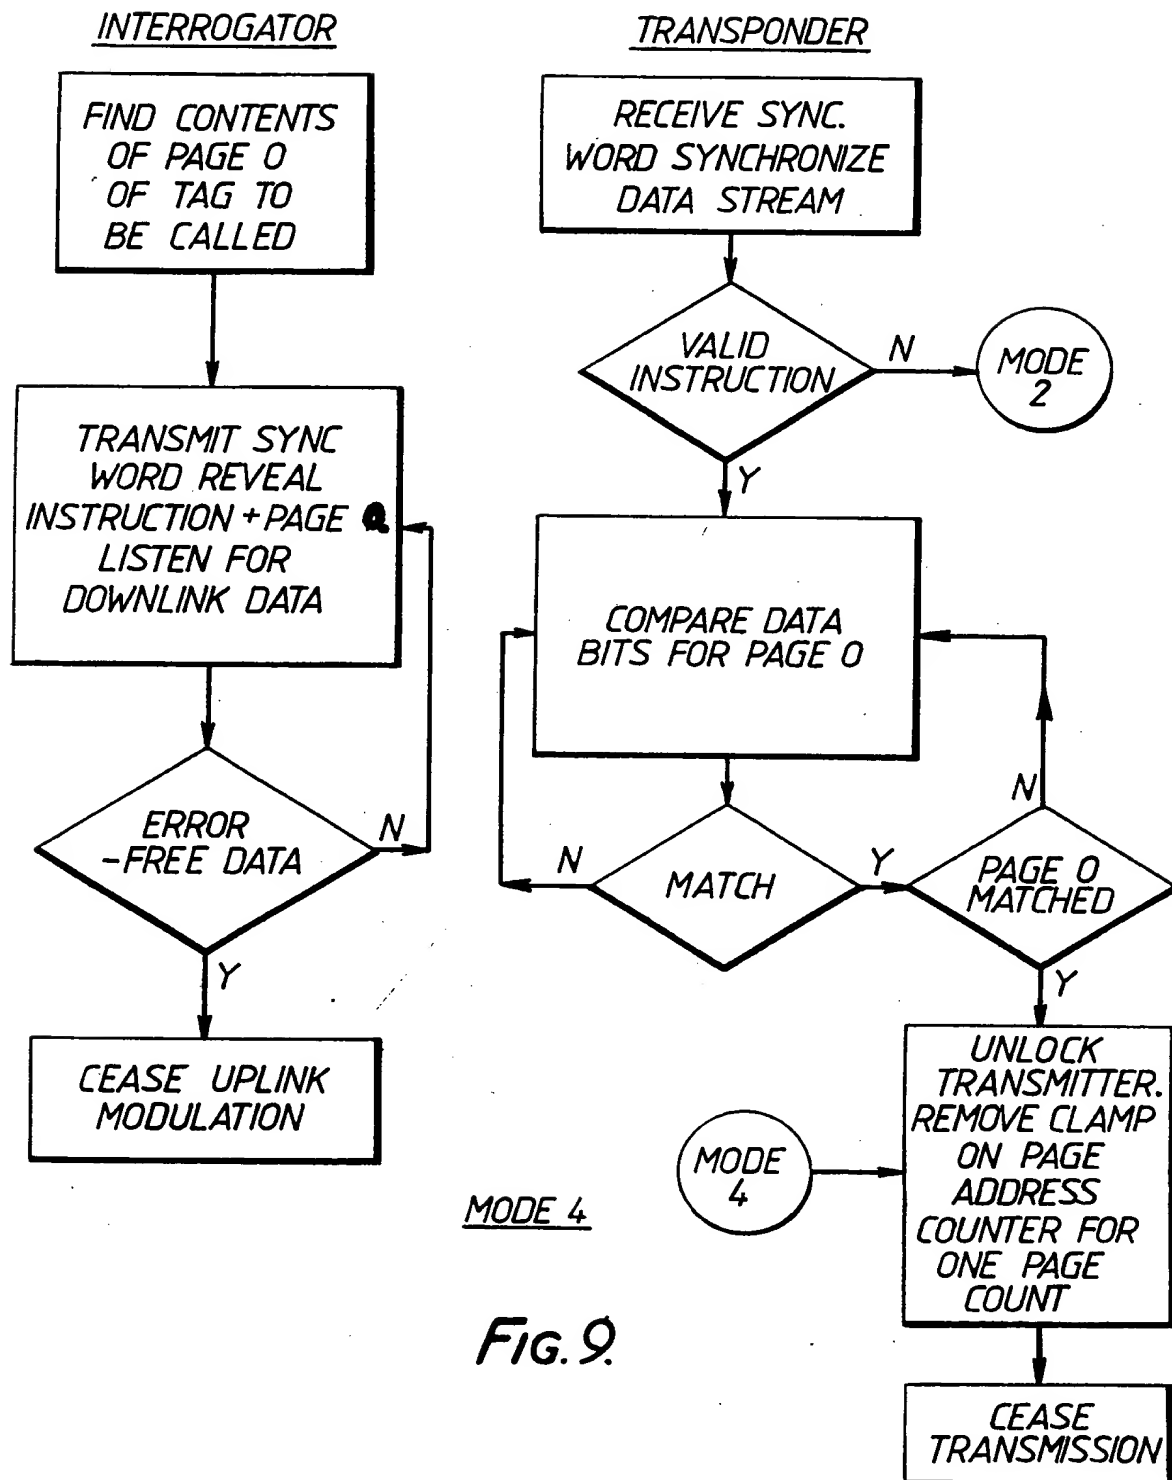 INTERROGATOR
FIND CONTENTS
OF PAGE 0
OF TAG TO
BE CALLED
TRANSMIT SYNC
WORD REVEAL
INSTRUCTION + PAGE
LISTEN FOR
DOWNLINK DATA
ERROR
-FREE DATA
N
Y
CEASE UPLINK
MODULATION
TRANSPONDER
RECEIVE SYNC.
WORD SYNCHRONIZE
DATA STREAM
VALID
INSTRUCTION
N
MODE
2
Y
COMPARE DATA
BITS FOR PAGE 0
MATCH
N
Y
PAGE 0
MATCHED
N
Y
UNLOCK
TRANSMITTER.
REMOVE CLAMP
ON PAGE
ADDRESS
COUNTER FOR
ONE PAGE
COUNT
MODE
4
CEASE
TRANSMISSION
MODE 4
FIG. 9.